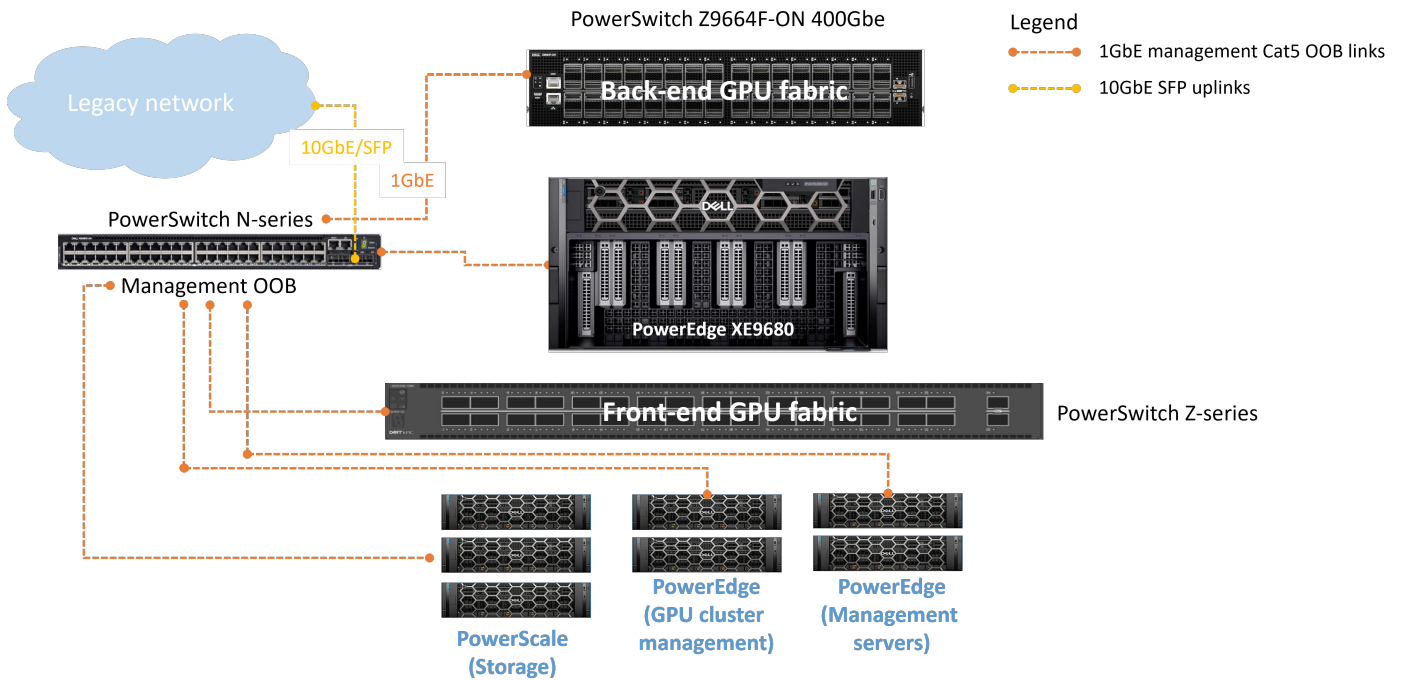 PowerSwitch Z9664F-ON 400Gbe
Legend
1GbE management Cat5 OOB links
10GbE SFP uplinks
Legacy network
Back-end GPU fabric
10GbE/SFP
1GbE
DELL
PowerSwitch N-series
Management OOB
PowerEdge XE9680
Front-end GPU fabric
PowerSwitch Z-series
PowerEdge
(GPU cluster
management)
PowerEdge
(Management
servers)
PowerScale
(Storage)